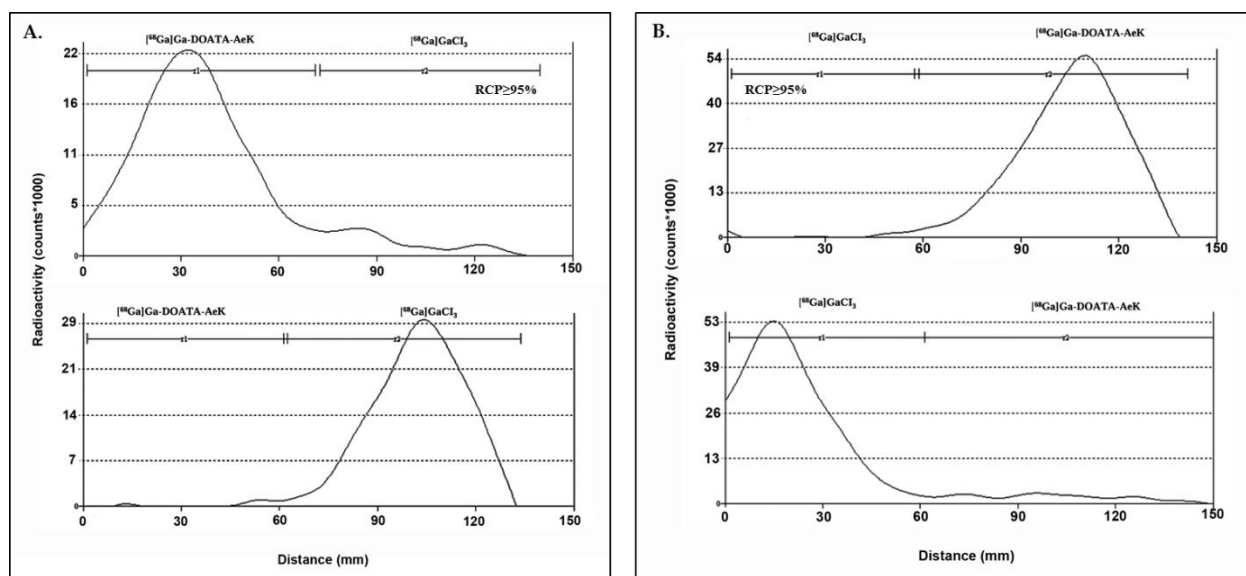 A.
[⁶⁸Ga]Ga-DOATA-AeK [⁶⁸Ga]GaCI₃
22
r1 r2
RCP≥95%
16
11
5
0
0 30 60 90 120 150
[⁶⁸Ga]Ga-DOATA-AeK [⁶⁸Ga]GaCI₃
29
r1 r2
21
14
7
0
0 30 60 90 120 150
Radioactivity (counts*1000)
Distance (mm)
B.
[⁶⁸Ga]GaCI₃ [⁶⁸Ga]Ga-DOATA-AeK
54
r1 r2
RCP≥95%
40
27
13
0
0 30 60 90 120 150
[⁶⁸Ga]GaCI₃ [⁶⁸Ga]Ga-DOATA-AeK
53
r1 r2
39
26
13
0
0 30 60 90 120 150
Radioactivity (counts*1000)
Distance (mm)